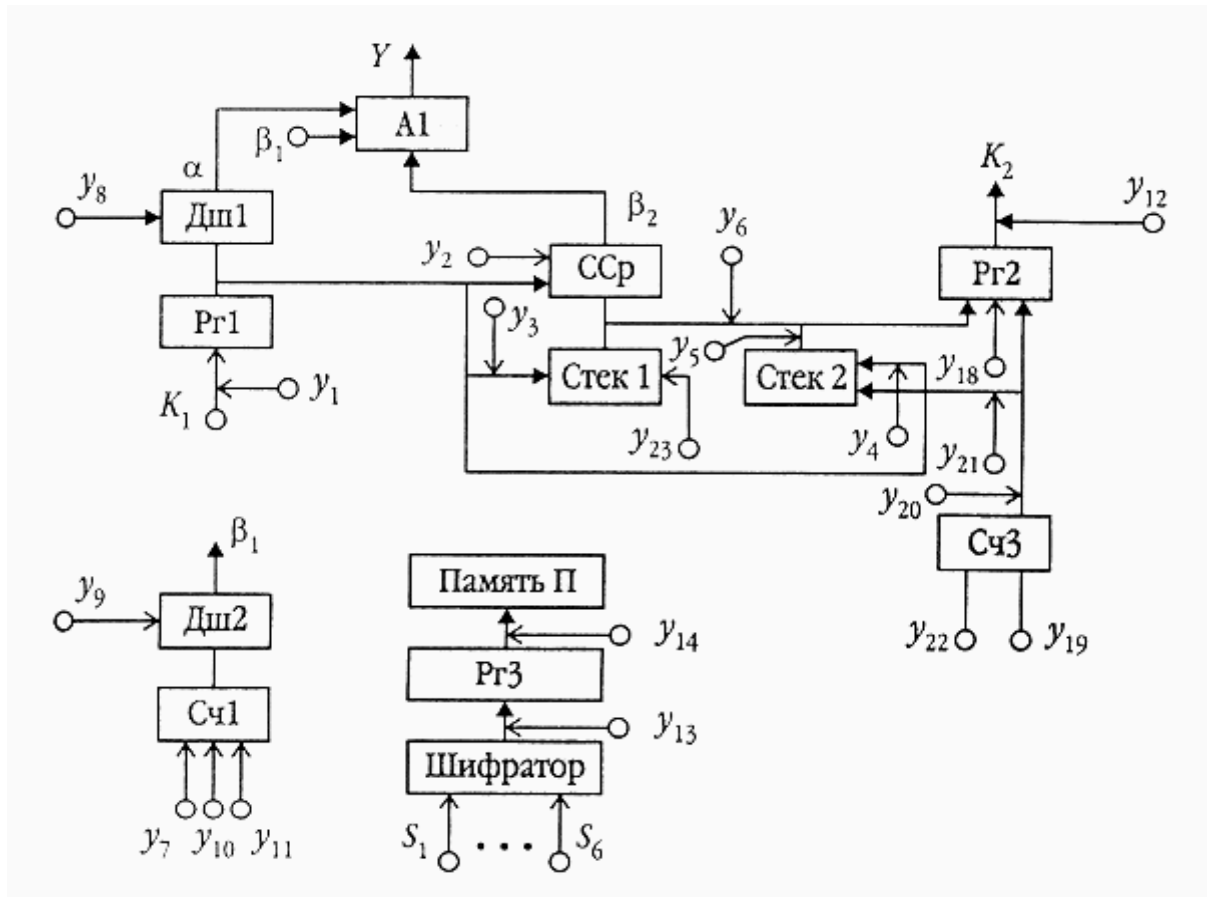 Y
A1
β₁
α
y₈
Дш1
K₂
y₁₂
β₂
y₆
y₂
ССр
Рг2
Рг1
y₃
y₅
Стек 1
Стек 2
y₁₈
K₁
y₁
y₂₃
y₄
y₂₁
y₂₀
Сч3
β₁
y₉
Дш2
Память П
y₁₄
y₂₂
y₁₉
Рг3
Сч1
y₁₃
Шифратор
y₇ y₁₀ y₁₁
S₁ • • • S₆